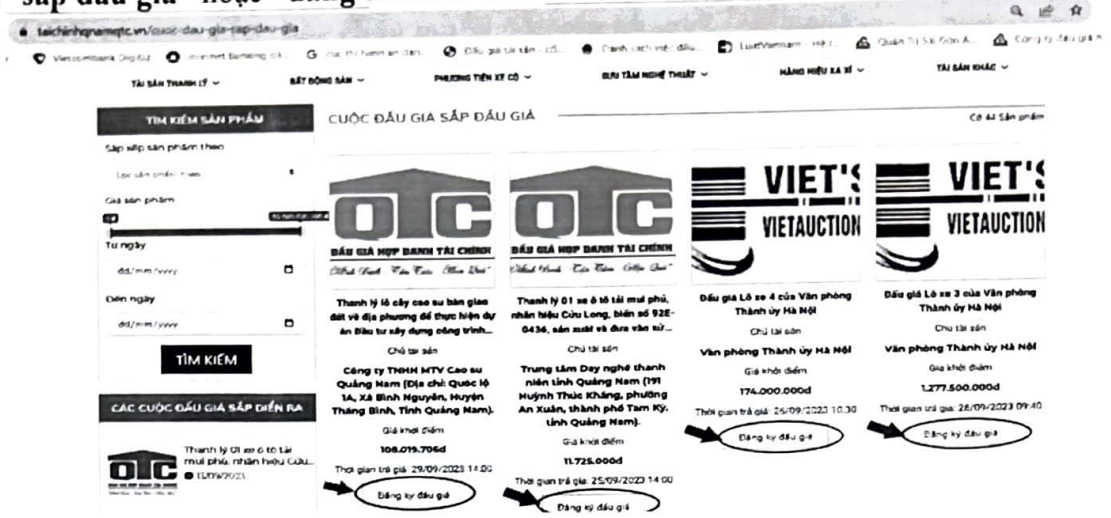 taichinhqnamqtc.vn/cuoc-dau-gia-sap-dau-gia
Vietcombank Digibiz
TÀI SẢN THANH LÝ
BẤT ĐỘNG SẢN
PHƯƠNG TIỆN XE CỘ
SƯU TẦM NGHỆ THUẬT
HÀNG HIỆU XA XỈ
TÀI SẢN KHÁC
TÌM KIẾM SẢN PHẨM
Sắp xếp sản phẩm theo
Lọc sản phẩm theo
Giá sản phẩm
Từ ngày
dd/mm/yyyy
Đến ngày
dd/mm/yyyy
TÌM KIẾM
CÁC CUỘC ĐẤU GIÁ SẮP DIỄN RA
QTC
Thanh lý 01 xe ô tô tải
mui phủ, nhãn hiệu Cửu...
CUỘC ĐẤU GIÁ SẮP ĐẤU GIÁ
Có 44 Sản phẩm
QTC
ĐẤU GIÁ HỢP DANH TÀI CHÍNH
Thanh lý lô cây cao su bàn giao
đất về địa phương để thực hiện dự
án Đầu tư xây dựng công trình...
Chủ tài sản
Công ty TNHH MTV Cao su
Quảng Nam (Địa chỉ: Quốc lộ
1A, Xã Bình Nguyên, Huyện
Thăng Bình, Tỉnh Quảng Nam).
Giá khởi điểm
108.019.706đ
Thời gian trả giá: 29/09/2023 14:00
Đăng ký đấu giá
QTC
ĐẤU GIÁ HỢP DANH TÀI CHÍNH
Thanh lý 01 xe ô tô tải mui phủ,
nhãn hiệu Cửu Long, biển số 92E-
0436, sản xuất và đưa vào sử...
Chủ tài sản
Trung tâm Dạy nghề thanh
niên tỉnh Quảng Nam (191
Huỳnh Thúc Kháng, phường
An Xuân, thành phố Tam Kỳ,
tỉnh Quảng Nam).
Giá khởi điểm
11.725.000đ
Thời gian trả giá: 25/09/2023 14:00
Đăng ký đấu giá
VIET'S
VIETAUCTION
Đấu giá Lô xe 4 của Văn phòng
Thành ủy Hà Nội
Chủ tài sản
Văn phòng Thành ủy Hà Nội
Giá khởi điểm
174.000.000đ
Thời gian trả giá: 26/09/2023 10:30
Đăng ký đấu giá
VIET'S
VIETAUCTION
Đấu giá Lô xe 3 của Văn phòng
Thành ủy Hà Nội
Chủ tài sản
Văn phòng Thành ủy Hà Nội
Giá khởi điểm
1.277.500.000đ
Thời gian trả giá: 26/09/2023 09:40
Đăng ký đấu giá